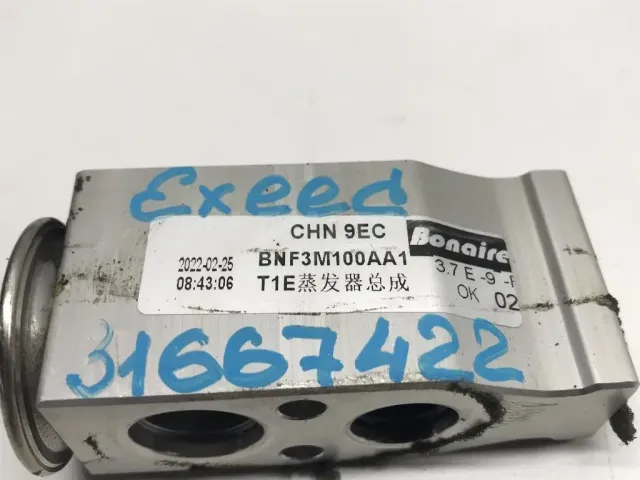 Exeed
CHN 9EC
2022-02-25
BNF3M100AA1
08:43:06
T1E蒸发器总成
Bonaire
3.7 E -9
OK 02
31667422